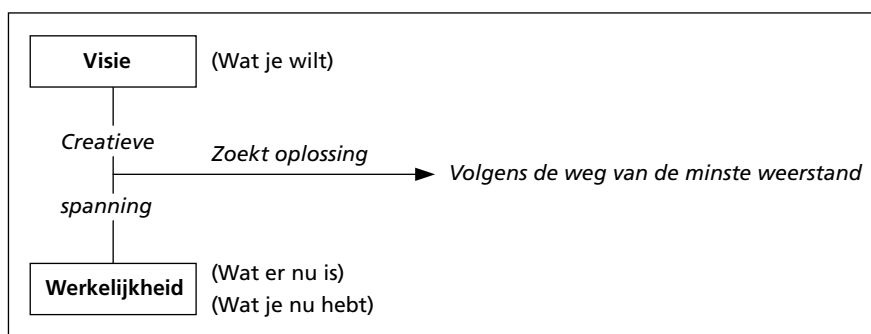 Visie
(Wat je wilt)
Creatieve
Zoekt oplossing
Volgens de weg van de minste weerstand
spanning
Werkelijkheid
(Wat er nu is)
(Wat je nu hebt)